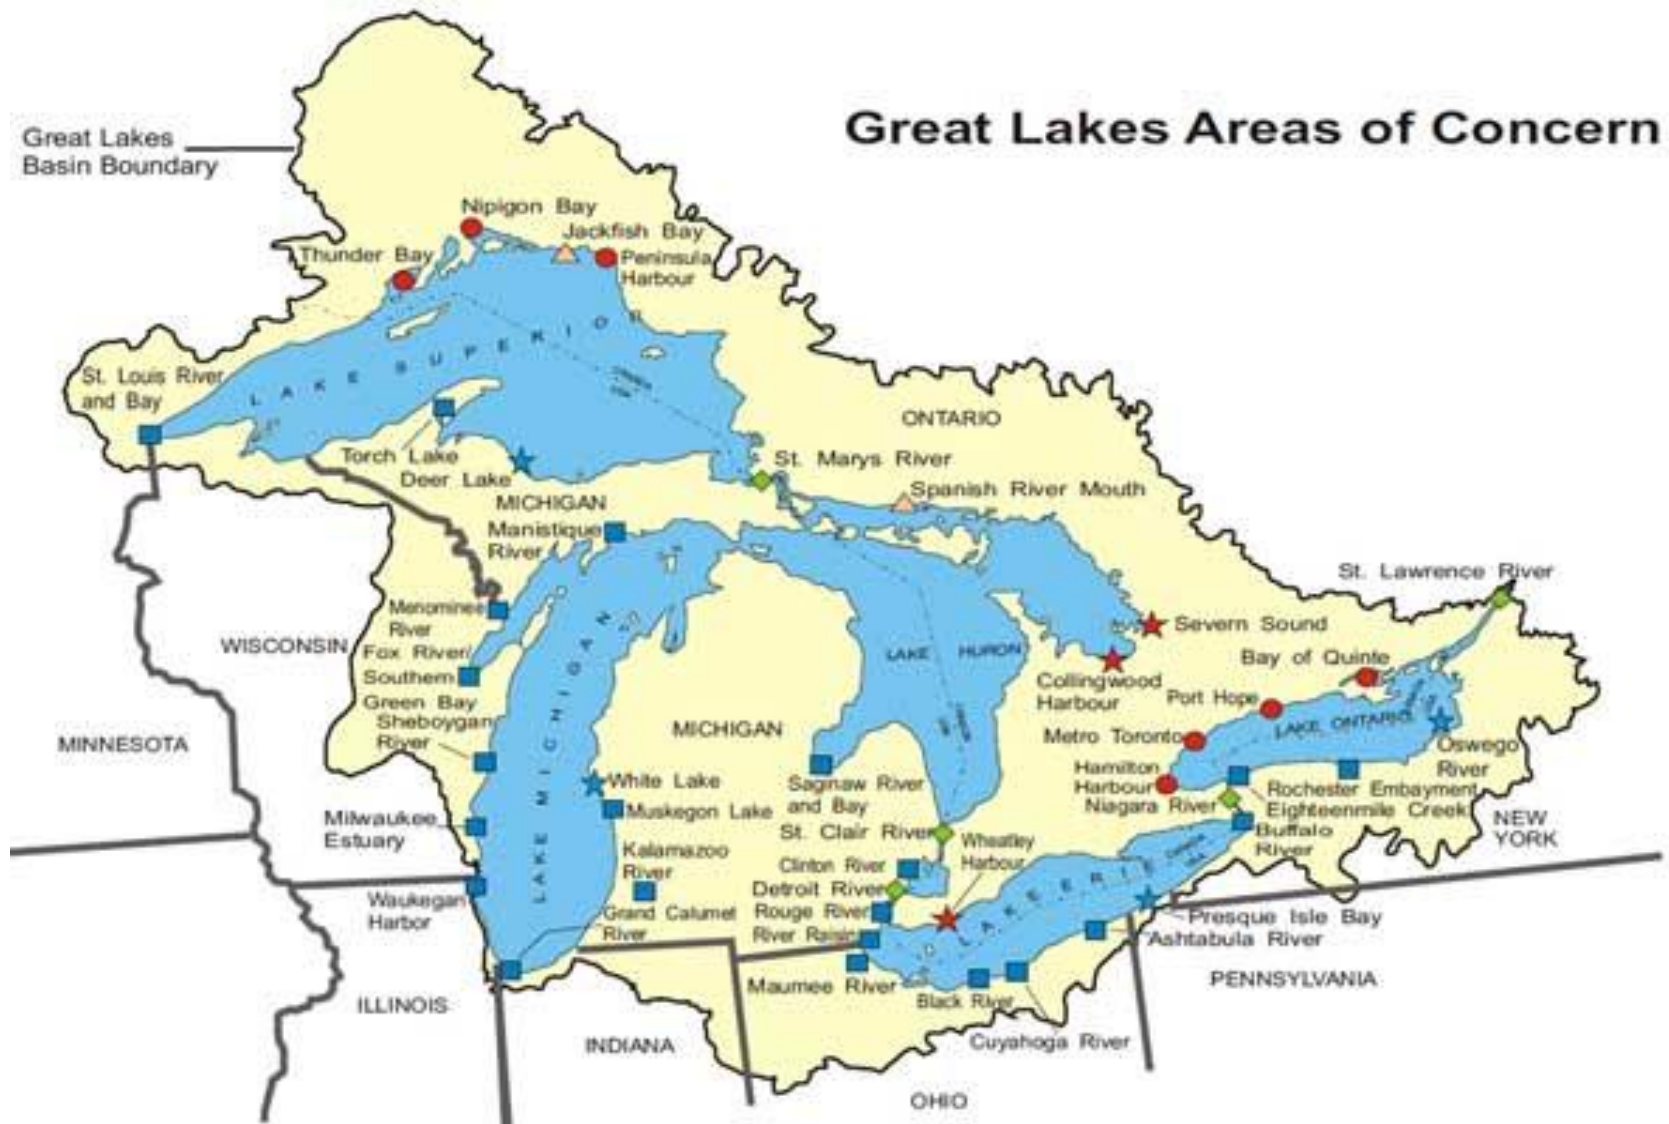 Great Lakes Areas of Concern
Great Lakes
Basin Boundary
Nipigon Bay
Jackfish Bay
Thunder Bay
Peninsula
Harbour
LAKE SUPERIOR
CANADA
USA
St. Louis River
and Bay
ONTARIO
Torch Lake
Deer Lake
St. Marys River
MICHIGAN
Spanish River Mouth
Manistique
River
St. Lawrence River
Menominee
River
Severn Sound
WISCONSIN
Fox River/
Southern
Green Bay
LAKE HURON
Bay of Quinte
Collingwood
Harbour
Port Hope
Sheboygan
River
MICHIGAN
LAKE MICHIGAN
CANADA
USA
Metro Toronto
LAKE ONTARIO
Oswego
River
MINNESOTA
White Lake
Saginaw River
and Bay
Hamilton
Harbour
Rochester Embayment
Muskegon Lake
Niagara River
Eighteenmile Creek
Milwaukee
Estuary
St. Clair River
Wheatley
Harbour
Buffalo
River
NEW
YORK
Kalamazoo
River
Clinton River
CANADA
USA
LAKE ERIE
Waukegan
Harbor
Detroit River
Grand Calumet
River
Rouge River
River Raisin
Presque Isle Bay
Ashtabula River
Maumee River
Black River
PENNSYLVANIA
ILLINOIS
INDIANA
Cuyahoga River
OHIO